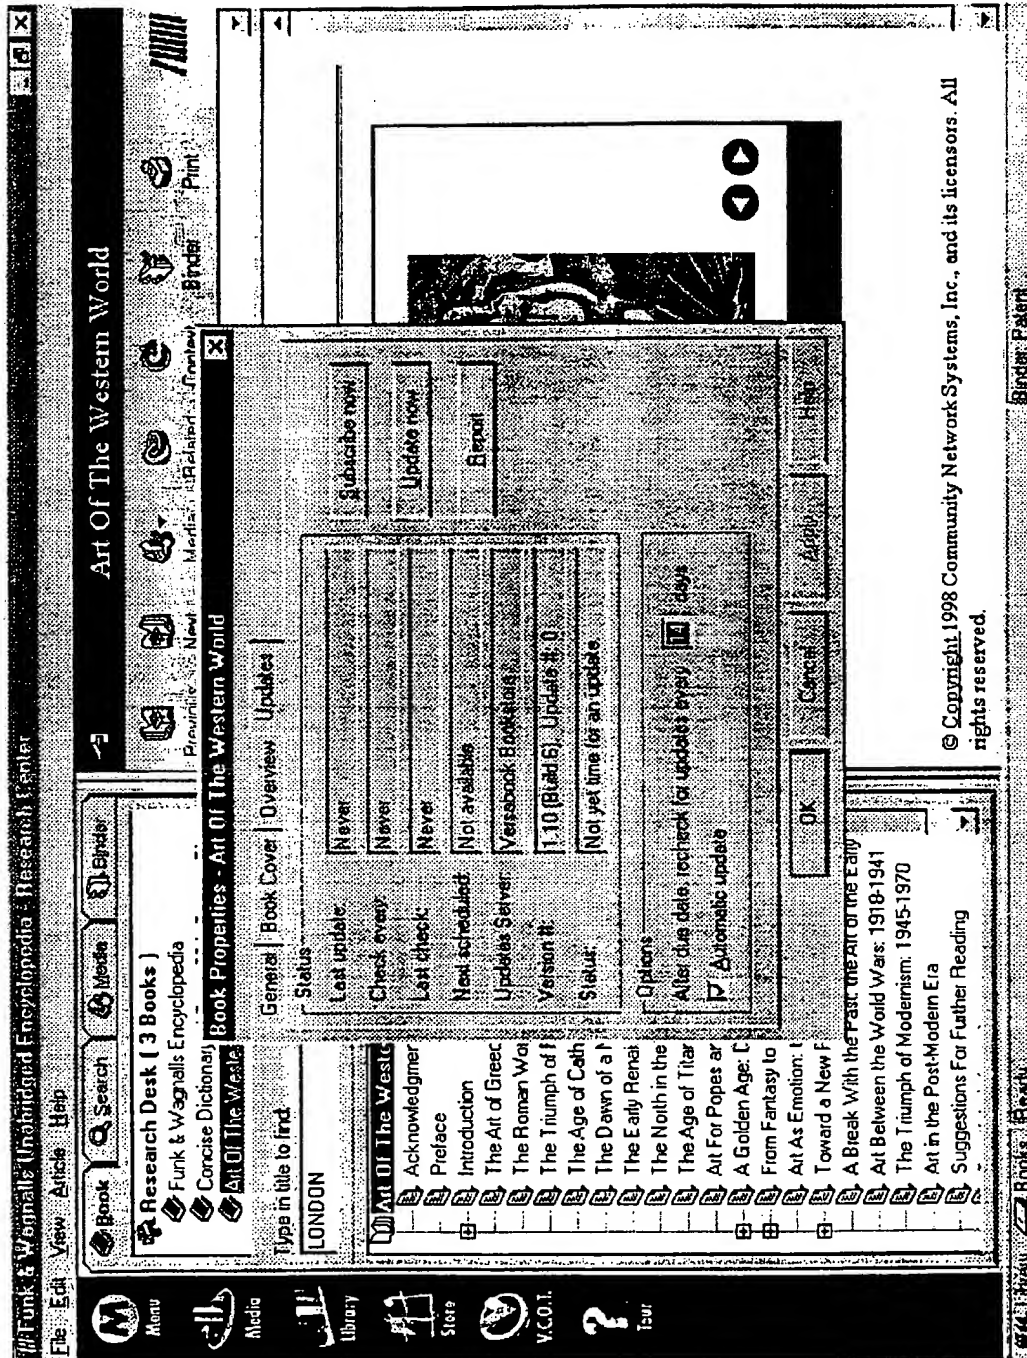 Funk & Wagnalls Unabridged Encyclopedia - Research Center
File Edit View Article Help
Menu
Media
Library
Store
V.C.O.T.
Tour
Book Search Media Binder
Research Desk ( 3 Books )
Funk & Wagnalls Encyclopedia
Concise Dictionary
Art Of The Weste
Type in title to find:
LONDON
Art Of The Weste
Acknowledgmer
Preface
Introduction
The Art of Greec
The Roman Wor
The Triumph of
The Age of Cath
The Dawn of a
The Early Renai
The North in the
The Age of Titar
Art For Popes ar
A Golden Age: D
From Fantasy to
Art As Emotion:
Toward a New
A Break With the Past: the Art of the Early
Art Between the World Wars: 1918-1941
The Triumph of Modernism: 1945-1970
Art in the Post-Modern Era
Suggestions For Further Reading
Art Of The Western World
Next Related Context Binder Print
Book Properties - Art Of The Western World
General Book Cover Overview Updates
Status
Last update: Never
Check every: Never
Last check: Never
Next scheduled: Not available
Updates Server: Versabook Booketeria
Version #: 1.10 (Build 6), Update #: 0
Status: Not yet time for an update
Subscribe now
Update now
Report
Options
After due date, recheck for updates every 14 days
Automatic update
OK Cancel Apply Help
© Copyright 1998 Community Network Systems, Inc., and its licensors. All
rights reserved.
Books Ready
Binder: Patent